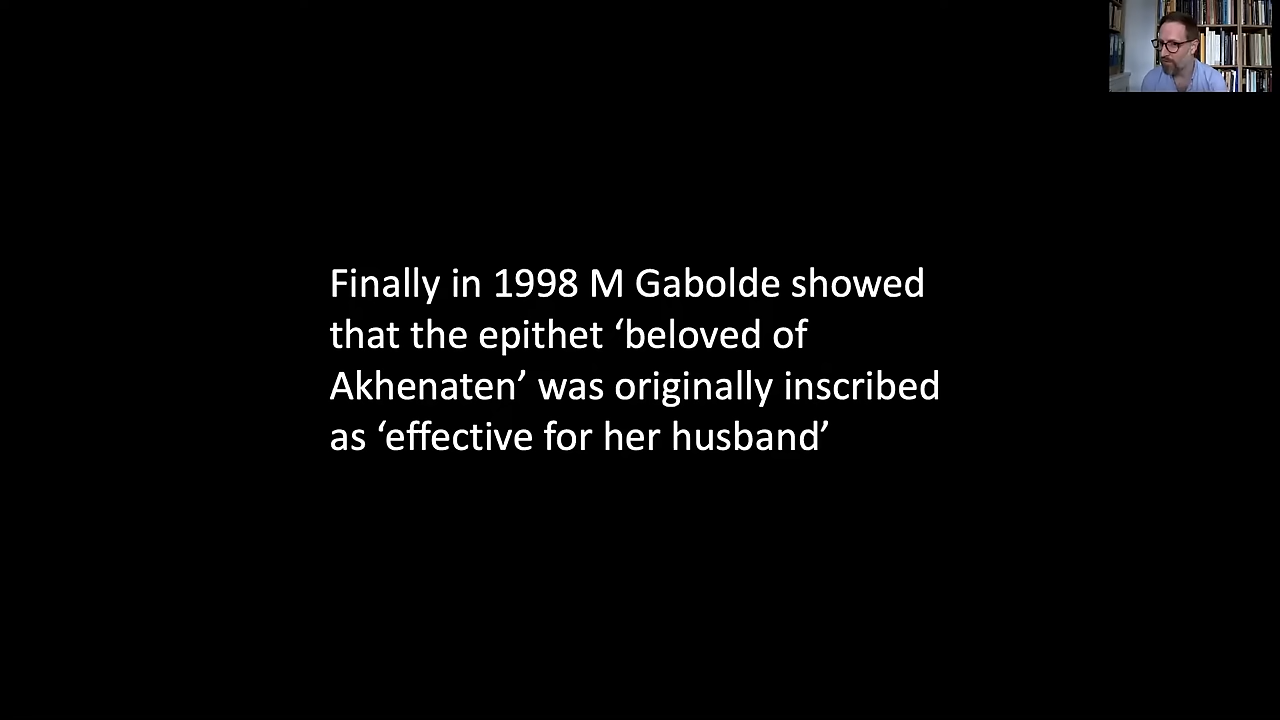 Finally in 1998 M Gabolde showed
that the epithet ‘beloved of
Akhenaten’ was originally inscribed
as ‘effective for her husband’